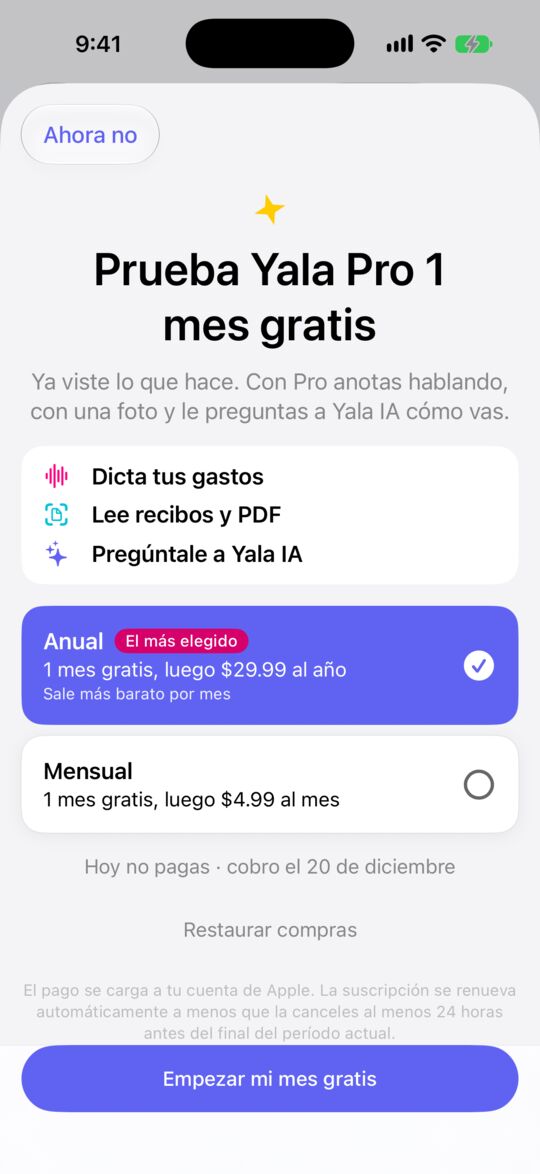 9:41
Ahora no
Prueba Yala Pro 1
mes gratis
Ya viste lo que hace. Con Pro anotas hablando,
con una foto y le preguntas a Yala IA cómo vas.
Dicta tus gastos
Lee recibos y PDF
Pregúntale a Yala IA
Anual El más elegido
1 mes gratis, luego $29.99 al año
Sale más barato por mes
Mensual
1 mes gratis, luego $4.99 al mes
Hoy no pagas · cobro el 20 de diciembre
Restaurar compras
El pago se carga a tu cuenta de Apple. La suscripción se renueva
automáticamente a menos que la canceles al menos 24 horas
antes del final del período actual.
Empezar mi mes gratis